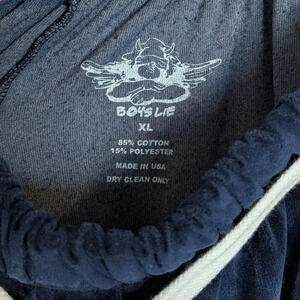 BOYS LIE
XL
85% COTTON
15% POLYESTER
MADE IN USA
DRY CLEAN ONLY